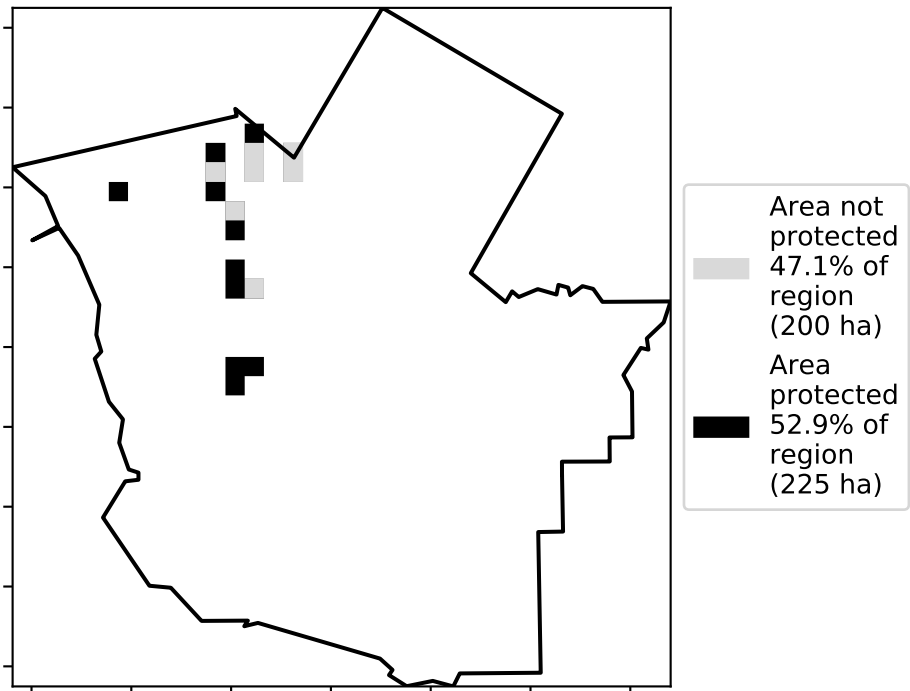 Area not
protected
47.1% of
region
(200 ha)
Area
protected
52.9% of
region
(225 ha)